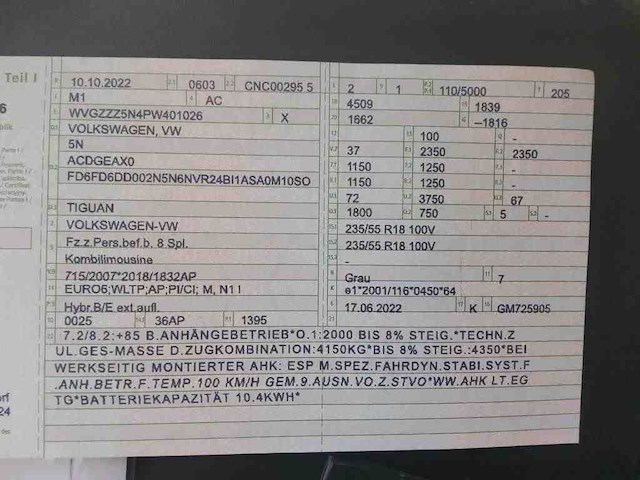 Teil I
10.10.2022 0603 CNC00295 5
M1 AC
WVGZZZ5N4PW401026 X
VOLKSWAGEN, VW
5N
ACDGEAX0
FD6FD6DD002N5N6NVR24BI1ASA0M10SO
TIGUAN
VOLKSWAGEN-VW
Fz.z.Pers.bef.b. 8 Spl.
Kombilimousine
715/2007*2018/1832AP
EURO6;WLTP;AP;PI/CI; M, N1 I
Hybr.B/E ext.aufl.
0025 36AP 1395
2 1 110/5000 205
4509 1839
1662 –1816
100 -
37 2350 2350
1150 1250 -
1150 1250 -
72 3750 67
1800 750 5 -
235/55 R18 100V
235/55 R18 100V
-
Grau 7
e1*2001/116*0450*64
17.06.2022 K GM725905
7.2/8.2:+85 B.ANHÄNGEBETRIEB*O.1:2000 BIS 8% STEIG.*TECHN.Z
UL.GES-MASSE D.ZUGKOMBINATION:4150KG*BIS 8% STEIG.:4350*BEI
WERKSEITIG MONTIERTER AHK: ESP M.SPEZ.FAHRDYN.STABI.SYST.F
.ANH.BETR.F.TEMP.100 KM/H GEM.9.AUSN.VO.Z.STVO*WW.AHK LT.EG
TG*BATTERIEKAPAZITÄT 10.4KWH*